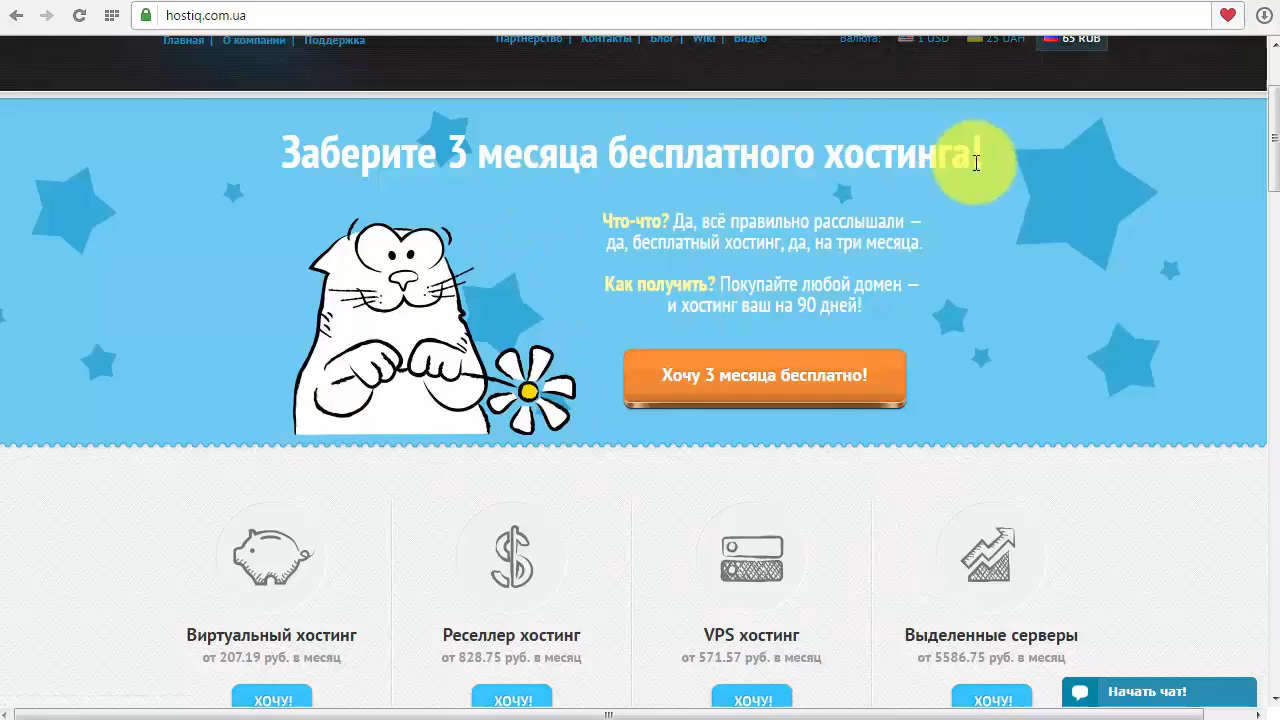 hostiq.com.ua
Главная | О компании | Поддержка
Партнерство | Контакты | Блог | Wiki | Видео
Валюта: 1 USD 25 UAH 65 RUB
Заберите 3 месяца бесплатного хостинга!
Что-что? Да, всё правильно расслышали —
да, бесплатный хостинг, да, на три месяца.
Как получить? Покупайте любой домен —
и хостинг ваш на 90 дней!
Хочу 3 месяца бесплатно!
Виртуальный хостинг
от 207.19 руб. в месяц
ХОЧУ!
Реселлер хостинг
от 828.75 руб. в месяц
ХОЧУ!
VPS хостинг
от 571.57 руб. в месяц
ХОЧУ!
Выделенные серверы
от 5586.75 руб. в месяц
ХОЧУ!
Начать чат!